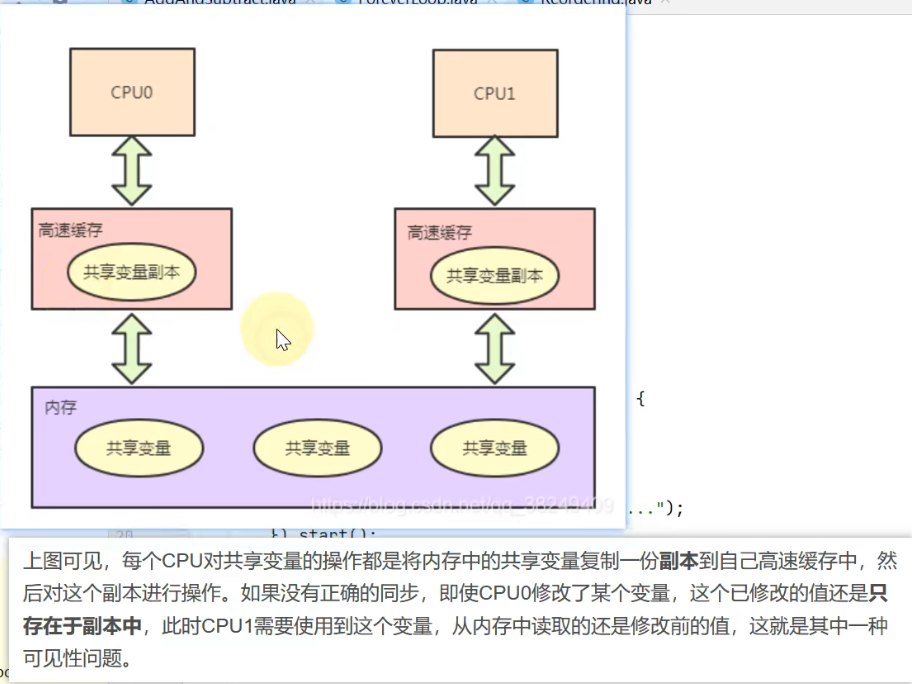 AddAndSubtract.java
ForeverLoop.java
Reordering.java
CPU0
CPU1
高速缓存
高速缓存
共享变量副本
共享变量副本
{
内存
共享变量
共享变量
共享变量
https://blog.csdn.net/qq_38249409
...");
20
}).start();
上图可见，每个CPU对共享变量的操作都是将内存中的共享变量复制一份副本到自己高速缓存中，然
后对这个副本进行操作。如果没有正确的同步，即使CPU0修改了某个变量，这个已修改的值还是只
存在于副本中，此时CPU1需要使用到这个变量，从内存中读取的还是修改前的值，这就是其中一种
可见性问题。